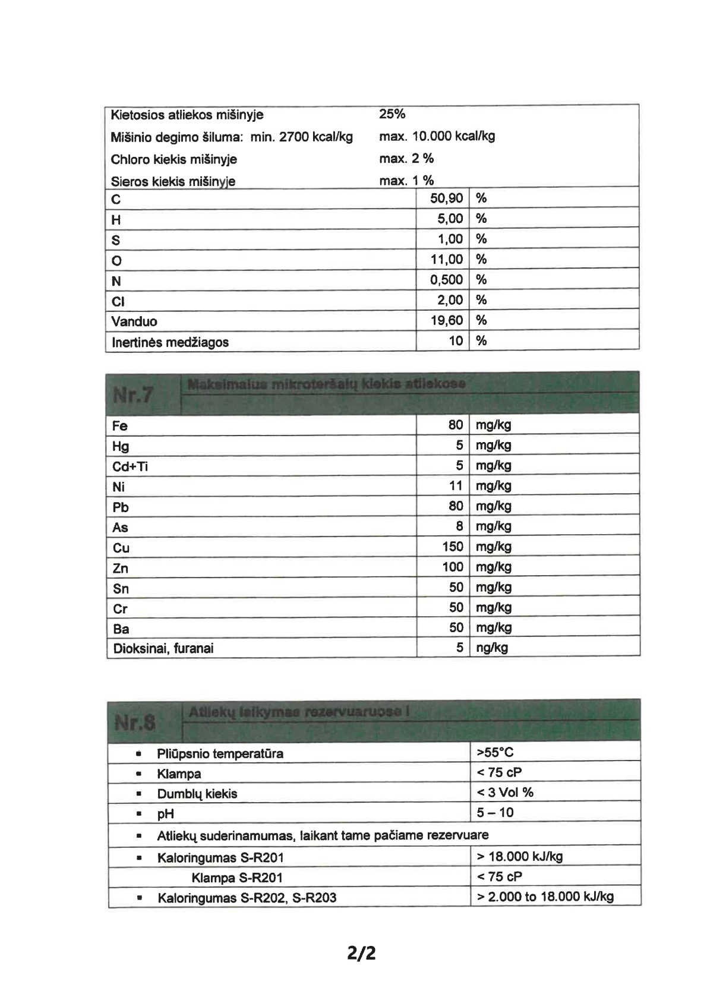 Kietosios atliekos mišinyje 25%
Mišinio degimo šiluma: min. 2700 kcal/kg max. 10.000 kcal/kg
Chloro kiekis mišinyje max. 2 %
Sieros kiekis mišinyje max. 1 %
C 50,90 %
H 5,00 %
S 1,00 %
O 11,00 %
N 0,500 %
Cl 2,00 %
Vanduo 19,60 %
Inertinės medžiagos 10 %
Nr.7 Maksimalus mikroteršalų kiekis atliekose
Fe 80 mg/kg
Hg 5 mg/kg
Cd+Ti 5 mg/kg
Ni 11 mg/kg
Pb 80 mg/kg
As 8 mg/kg
Cu 150 mg/kg
Zn 100 mg/kg
Sn 50 mg/kg
Cr 50 mg/kg
Ba 50 mg/kg
Dioksinai, furanai 5 ng/kg
Nr.8 Atliekų laikymas rezervuaruose I
▪ Pliūpsnio temperatūra >55°C
▪ Klampa < 75 cP
▪ Dumblų kiekis < 3 Vol %
▪ pH 5 – 10
▪ Atliekų suderinamumas, laikant tame pačiame rezervuare
▪ Kaloringumas S-R201 > 18.000 kJ/kg
Klampa S-R201 < 75 cP
▪ Kaloringumas S-R202, S-R203 > 2.000 to 18.000 kJ/kg
2/2